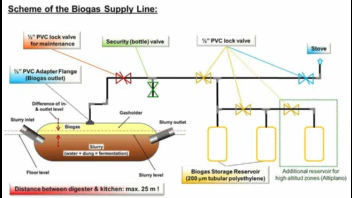 Scheme of the Biogas Supply Line:
½" PVC lock valve
for maintenance
Security (bottle) valve
½" PVC lock valve
Stove
½" PVC Adapter Flange
(Biogas outlet)
Difference of in-
& outlet level
Gasholder
Slurry inlet
Slurry outlet
Biogas
Slurry
(water + dung = fermentation)
Floor level
Slurry level
Biogas Storage Reservoir
(200 µm tubular polyethylene)
Additional reservoir for
high altitud zones (Altiplano)
Distance between digester & kitchen: max. 25 m !